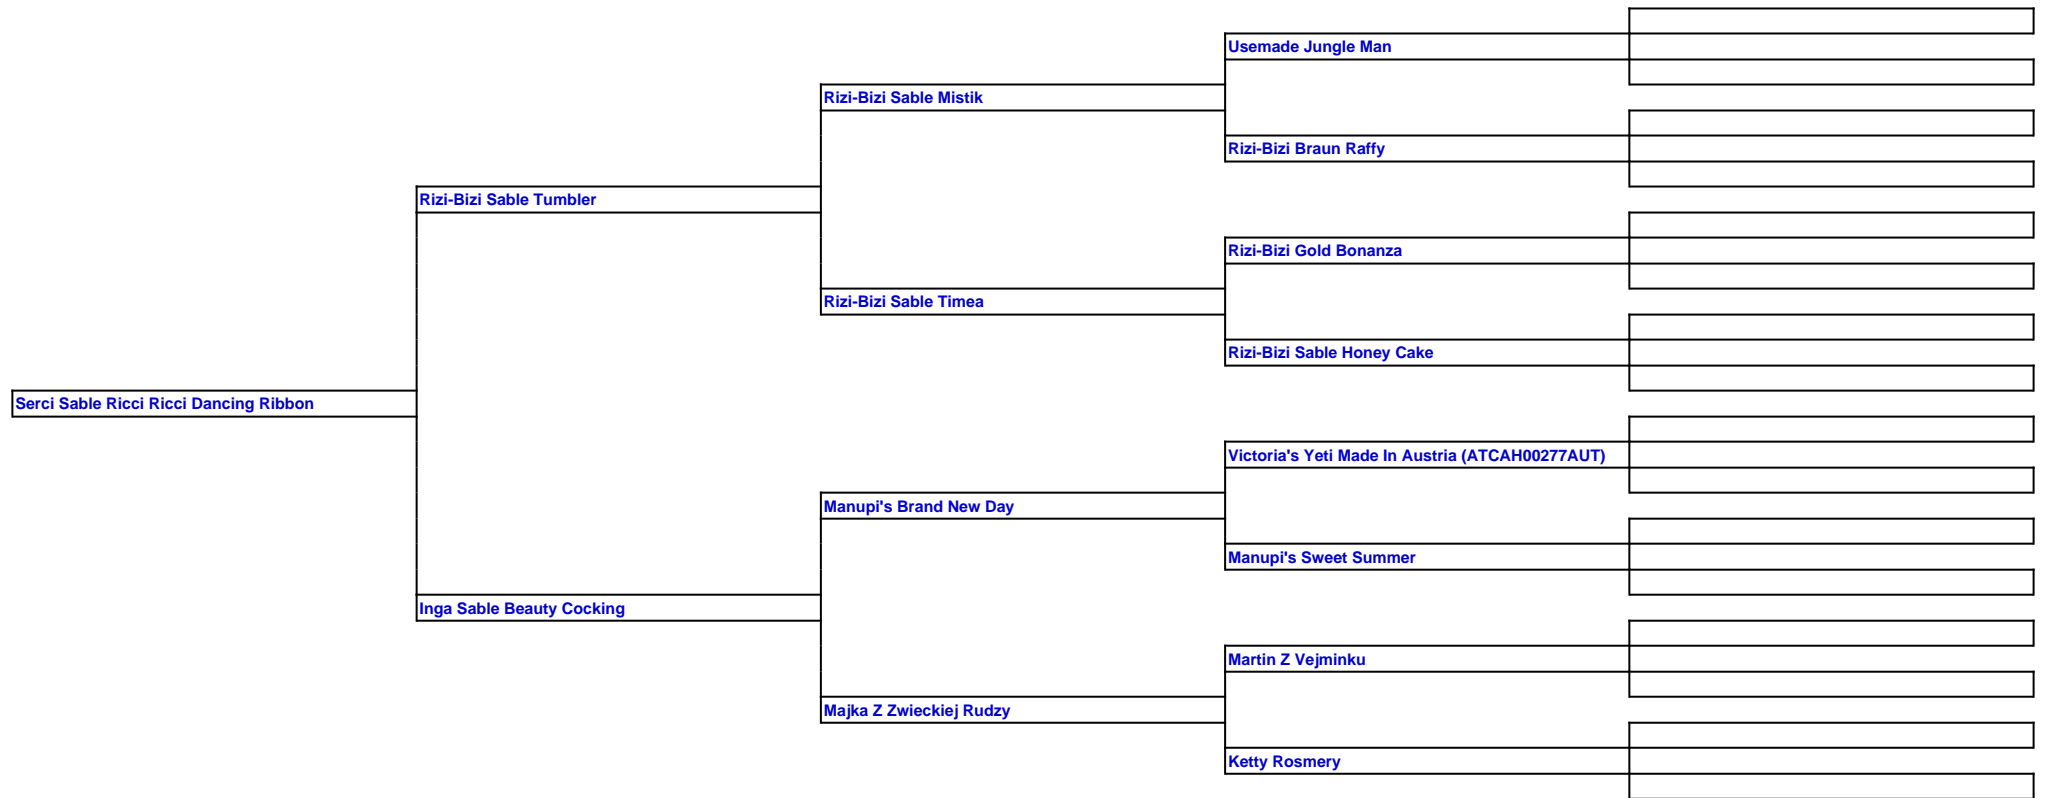 Usemade Jungle Man
Rizi-Bizi Sable Mistik
Rizi-Bizi Braun Raffy
Rizi-Bizi Sable Tumbler
Rizi-Bizi Gold Bonanza
Rizi-Bizi Sable Timea
Rizi-Bizi Sable Honey Cake
Serci Sable Ricci Ricci Dancing Ribbon
Victoria's Yeti Made In Austria (ATCAH00277AUT)
Manupi's Brand New Day
Manupi's Sweet Summer
Inga Sable Beauty Cocking
Martin Z Vejminku
Majka Z Zwieckiej Rudzy
Ketty Rosmery